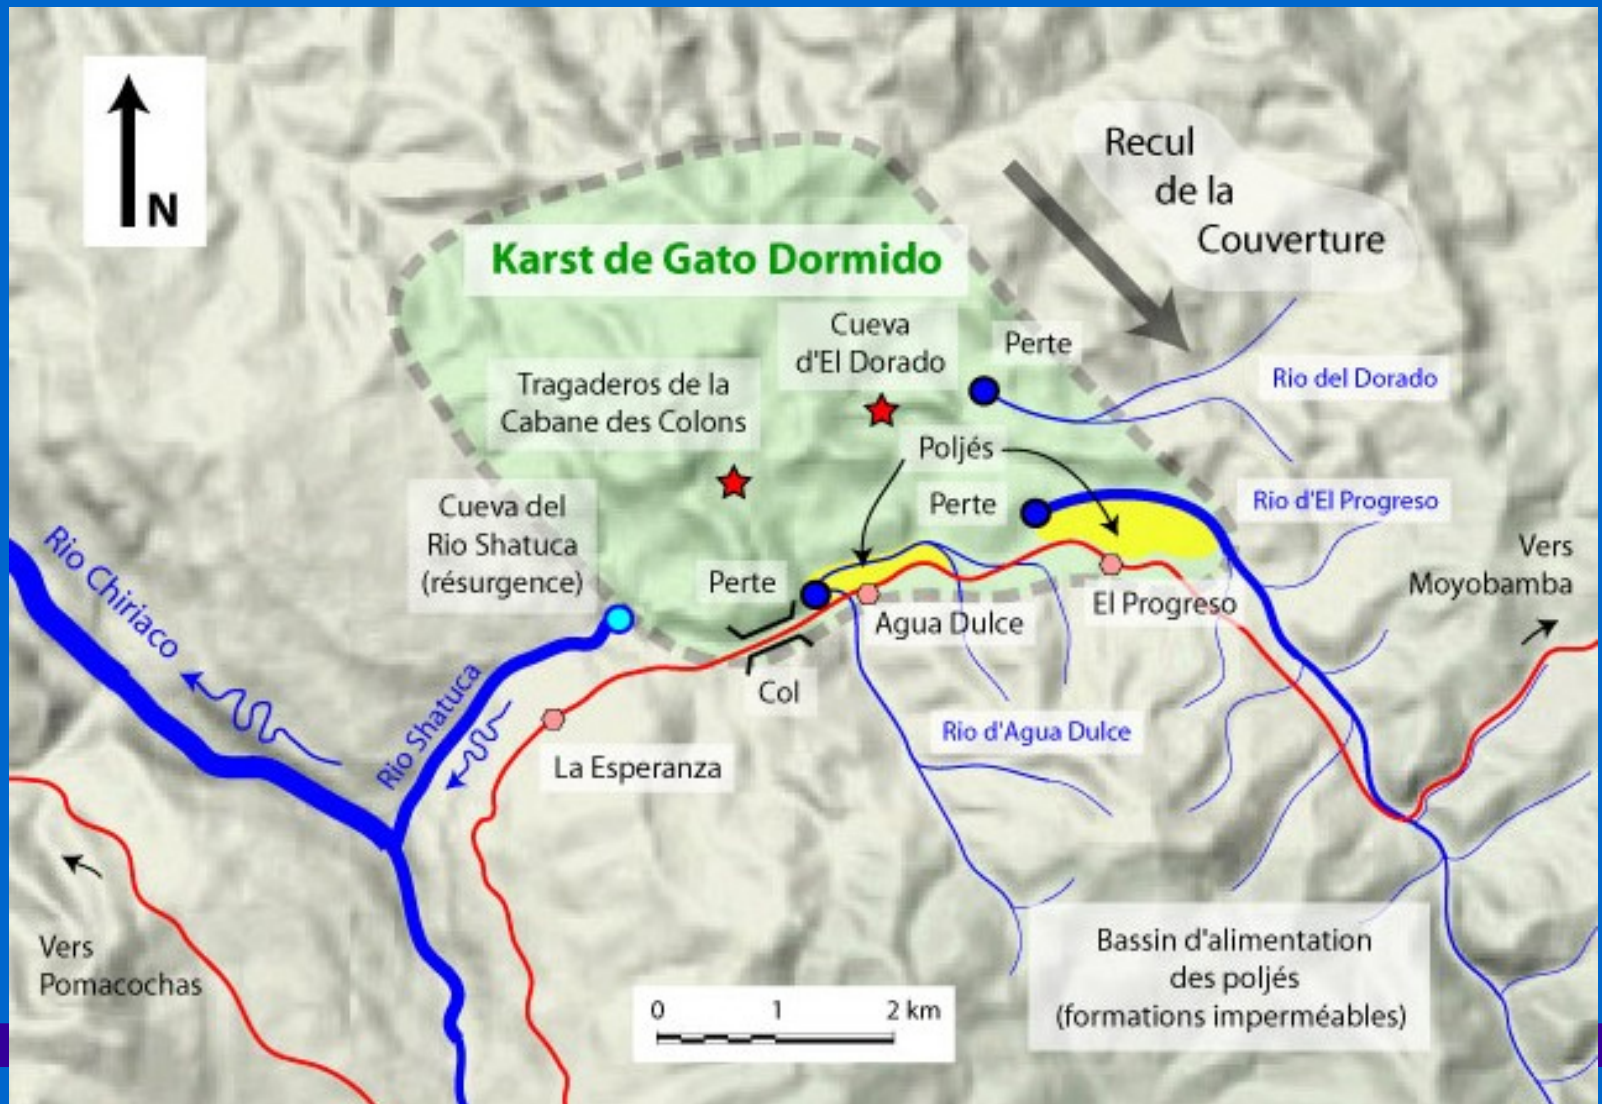 N
Recul
de la
Couverture
Karst de Gato Dormido
Cueva
d'El Dorado
Perte
Rio del Dorado
Tragaderos de la
Cabane des Colons
Poljés
Cueva del
Rio Shatuca
(résurgence)
Perte
Rio d'El Progreso
Vers
Moyobamba
Rio Chiriaco
Perte
El Progreso
Agua Dulce
Col
Rio Shatuca
Rio d'Agua Dulce
La Esperanza
Vers
Pomacochas
Bassin d'alimentation
des poljés
(formations imperméables)
0 1 2 km